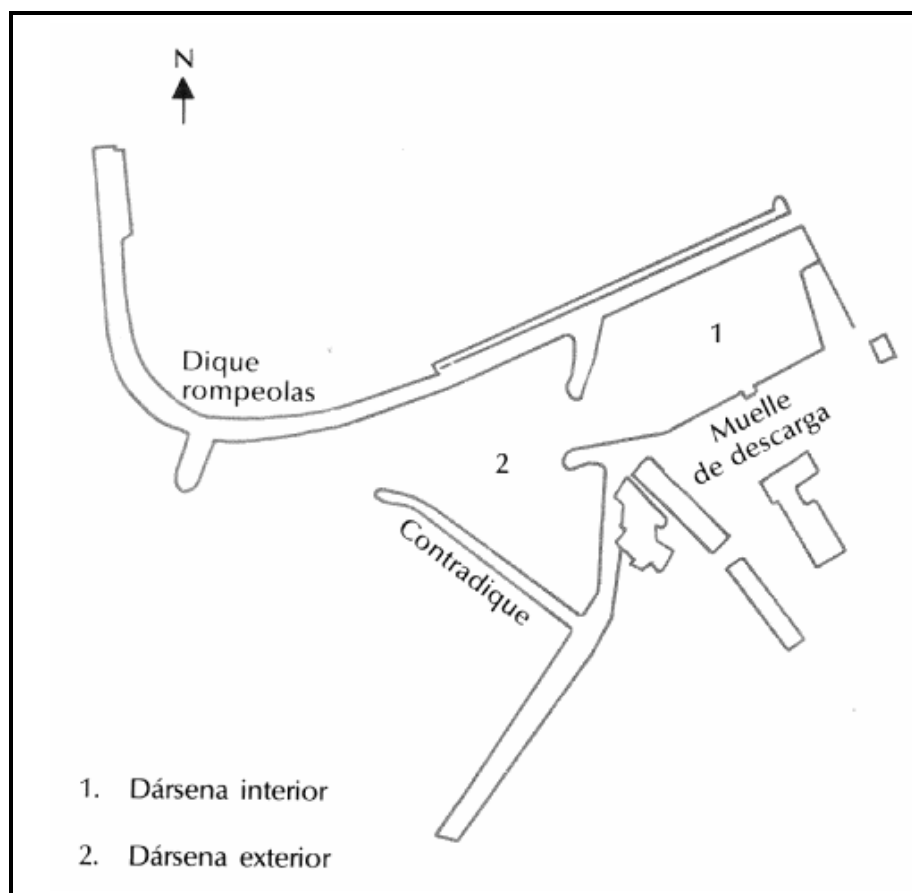 N
1
Dique
rompeolas
Muelle
de descarga
2
Contradique
1. Dársena interior
2. Dársena exterior